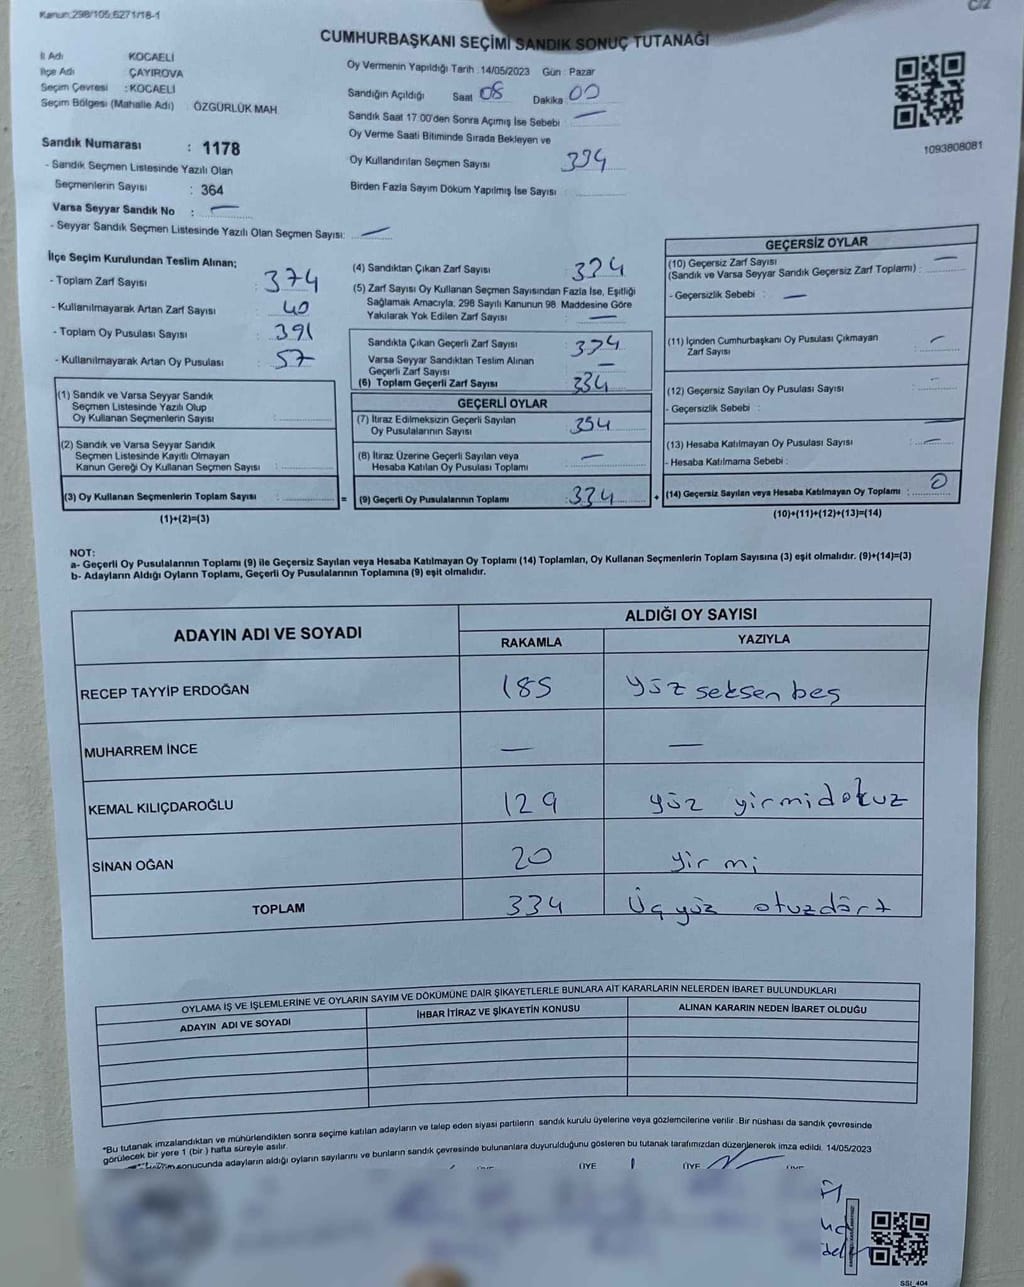 Kanun:298/105;6271/18-1
C/2
CUMHURBAŞKANI SEÇİMİ SANDIK SONUÇ TUTANAĞI
İl Adı KOCAELİ
İlçe Adı ÇAYIROVA
Seçim Çevresi : KOCAELİ
Seçim Bölgesi (Mahalle Adı) : ÖZGÜRLÜK MAH.
Sandık Numarası : 1178
- Sandık Seçmen Listesinde Yazılı Olan
Seçmenlerin Sayısı : 364
Varsa Seyyar Sandık No : —
- Seyyar Sandık Seçmen Listesinde Yazılı Olan Seçmen Sayısı: —
Oy Vermenin Yapıldığı Tarih : 14/05/2023 Gün : Pazar
Sandığın Açıldığı Saat 08 Dakika 00
Sandık Saat 17.00'den Sonra Açımış İse Sebebi : —
Oy Verme Saati Bitiminde Sırada Bekleyen ve
Oy Kullandırılan Seçmen Sayısı 334
Birden Fazla Sayım Döküm Yapılmış İse Sayısı :
1093808081
İlçe Seçim Kurulundan Teslim Alınan;
- Toplam Zarf Sayısı : 374
- Kullanılmayarak Artan Zarf Sayısı : 40
- Toplam Oy Pusulası Sayısı : 391
- Kullanılmayarak Artan Oy Pusulası : 57
(1) Sandık ve Varsa Seyyar Sandık
Seçmen Listesinde Yazılı Olup
Oy Kullanan Seçmenlerin Sayısı :
(2) Sandık ve Varsa Seyyar Sandık
Seçmen Listesinde Kayıtlı Olmayan
Kanun Gereği Oy Kullanan Seçmen Sayısı :
(3) Oy Kullanan Seçmenlerin Toplam Sayısı : =
(1)+(2)=(3)
(4) Sandıktan Çıkan Zarf Sayısı : 334
(5) Zarf Sayısı Oy Kullanan Seçmen Sayısından Fazla İse, Eşitliği
Sağlamak Amacıyla, 298 Sayılı Kanunun 98. Maddesine Göre
Yakılarak Yok Edilen Zarf Sayısı : —
Sandıkta Çıkan Geçerli Zarf Sayısı : 334
Varsa Seyyar Sandıktan Teslim Alınan
Geçerli Zarf Sayısı : —
(6) Toplam Geçerli Zarf Sayısı 334
GEÇERLİ OYLAR
(7) İtiraz Edilmeksizin Geçerli Sayılan
Oy Pusulalarının Sayısı : 334
(8) İtiraz Üzerine Geçerli Sayılan veya
Hesaba Katılan Oy Pusulası Toplamı : —
(9) Geçerli Oy Pusulalarının Toplamı : 334 +
GEÇERSİZ OYLAR
(10) Geçersiz Zarf Sayısı
(Sandık ve Varsa Seyyar Sandık Geçersiz Zarf Toplamı) : —
- Geçersizlik Sebebi : —
(11) İçinden Cumhurbaşkanı Oy Pusulası Çıkmayan
Zarf Sayısı : —
(12) Geçersiz Sayılan Oy Pusulası Sayısı : —
- Geçersizlik Sebebi :
(13) Hesaba Katılmayan Oy Pusulası Sayısı : —
- Hesaba Katılmama Sebebi :
(14) Geçersiz Sayılan veya Hesaba Katılmayan Oy Toplamı : 0
(10)+(11)+(12)+(13)=(14)
NOT:
a- Geçerli Oy Pusulalarının Toplamı (9) ile Geçersiz Sayılan veya Hesaba Katılmayan Oy Toplamı (14) Toplamları, Oy Kullanan Seçmenlerin Toplam Sayısına (3) eşit olmalıdır. (9)+(14)=(3)
b- Adayların Aldığı Oyların Toplamı, Geçerli Oy Pusulalarının Toplamına (9) eşit olmalıdır.
ADAYIN ADI VE SOYADI ALDIĞI OY SAYISI
RAKAMLA YAZIYLA
RECEP TAYYİP ERDOĞAN 185 yüz seksen beş
MUHARREM İNCE — —
KEMAL KILIÇDAROĞLU 129 yüz yirmidokuz
SİNAN OĞAN 20 yirmi
TOPLAM 334 Üçyüz otuzdört
OYLAMA İŞ VE İŞLEMLERİNE VE OYLARIN SAYIM VE DÖKÜMÜNE DAİR ŞİKAYETLERLE BUNLARA AİT KARARLARIN NELERDEN İBARET BULUNDUKLARI
ADAYIN ADI VE SOYADI İHBAR İTİRAZ VE ŞİKAYETİN KONUSU ALINAN KARARIN NEDEN İBARET OLDUĞU
*Bu tutanak imzalandıktan ve mühürlendikten sonra seçime katılan adayların ve talep eden siyasi partilerin sandık kurulu üyelerine veya gözlemcilerine verilir. Bir nüshası da sandık çevresinde
görülecek bir yere 1 (bir ) hafta süreyle asılır.
sonucunda adayların aldığı oyların sayılarını ve bunların sandık çevresinde bulunanlara duyurulduğunu gösteren bu tutanak tarafımızdan düzenlenerek imza edildi. 14/05/2023
ÜYE ÜYE
SSI_404